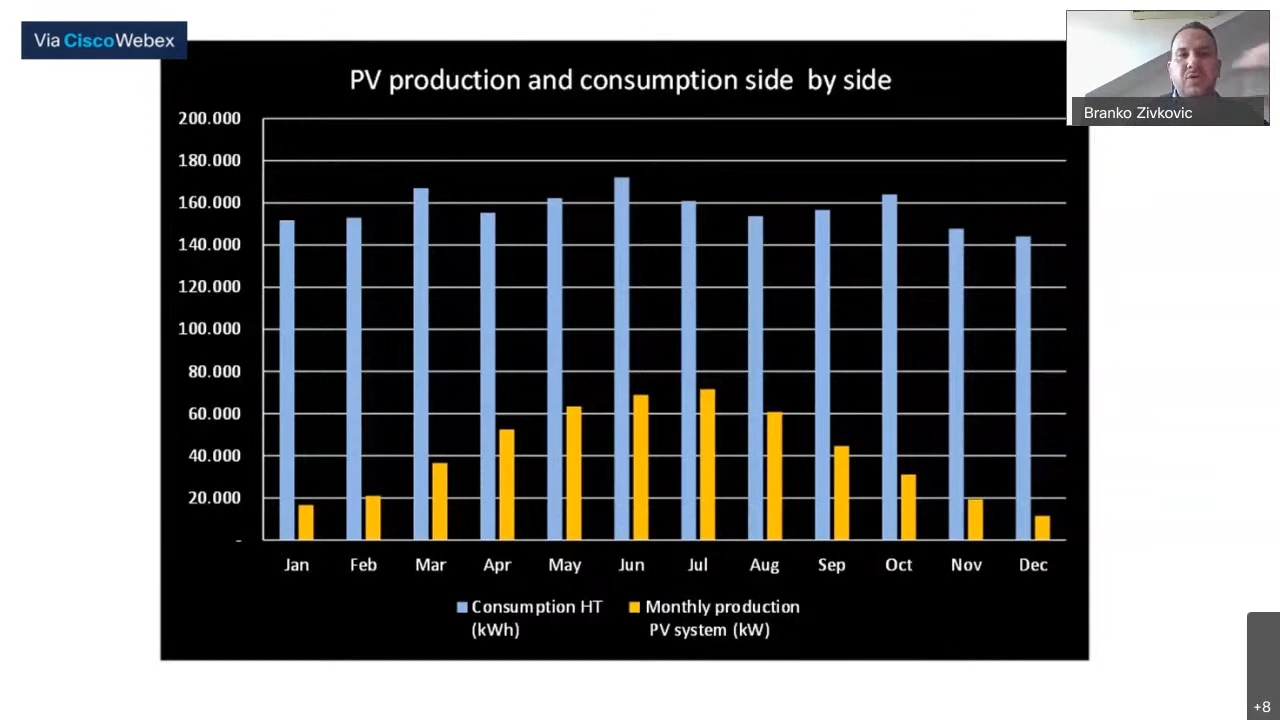 Via CiscoWebex
Branko Zivkovic
PV production and consumption side  by side
200.000
180.000
160.000
140.000
120.000
100.000
80.000
60.000
40.000
20.000
-
Jan Feb Mar Apr May Jun Jul Aug Sep Oct Nov Dec
Consumption HT Monthly production
(kWh) PV system (kW)
+8